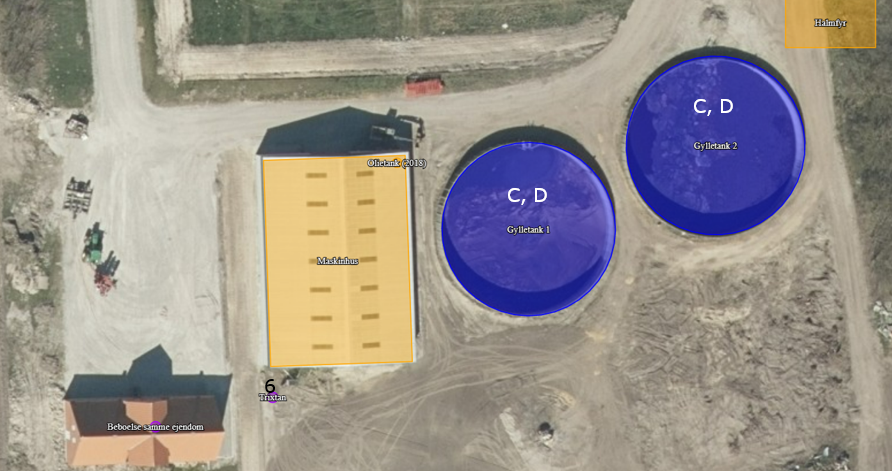 Halmfyr
C, D
Gylletank 2
Olietank (2018)
C, D
Gylletank 1
Maskinhus
6
Trixtan
Beboelse samme ejendom